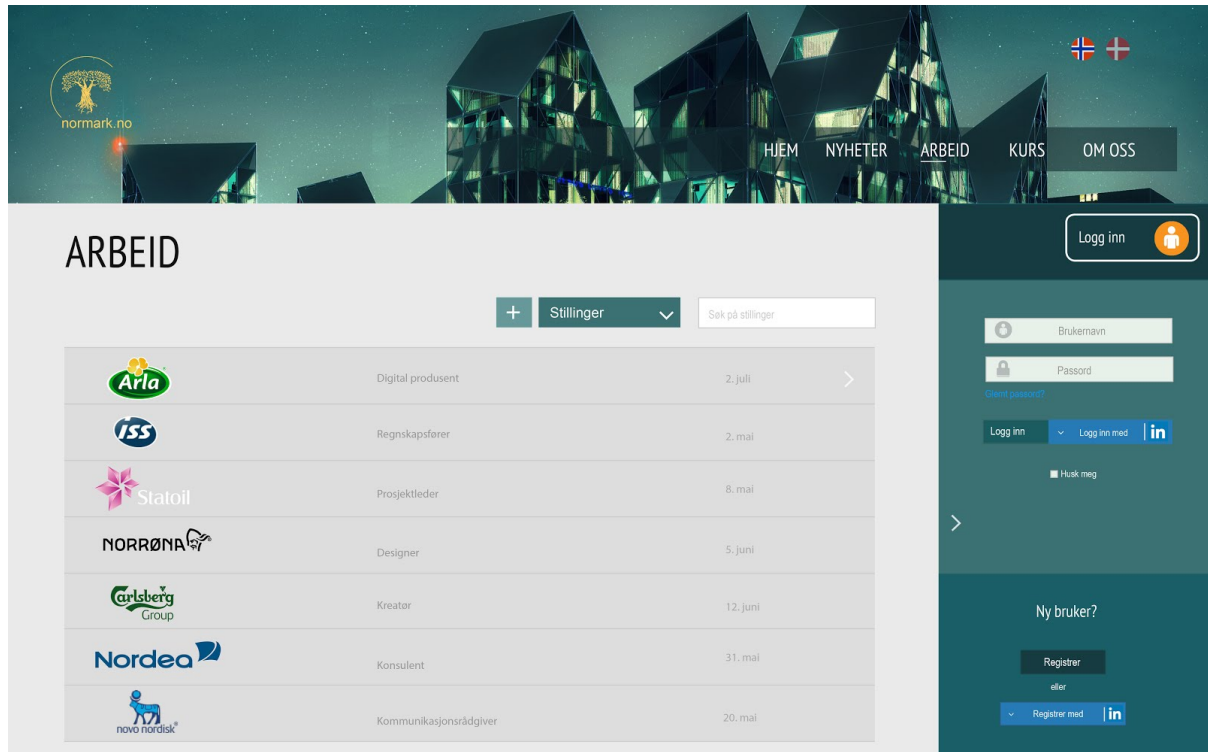 normark.no
HJEM NYHETER ARBEID KURS OM OSS
ARBEID
Stillinger
Søk på stillinger
Arla Digital produsent 2. juli
ISS Regnskapsfører 2. mai
Statoil Prosjektleder 8. mai
NORRØNA Designer 5. juni
Carlsberg Group Kreatør 12. juni
Nordea Konsulent 31. mai
novo nordisk® Kommunikasjonsrådgiver 20. mai
Logg inn
Brukernavn
Passord
Glemt passord?
Logg inn Logg inn med in
Husk meg
Ny bruker?
Registrer
eller
Registrer med in